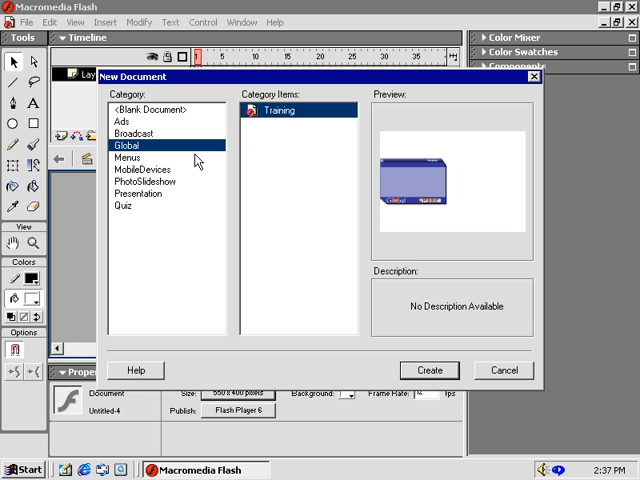 Macromedia Flash
File Edit View Insert Modify Text Control Window Help
Tools
Timeline
1 5 10 15 20 25 30 35
Color Mixer
Color Swatches
Components
New Document
Category:
<Blank Document>
Ads
Broadcast
Global
Menus
MobileDevices
PhotoSlideshow
Presentation
Quiz
Category Items:
Training
Preview:
Global
Description:
No Description Available
Help
Create
Cancel
View
Colors
Options
Document
Untitled-4
Size:
550 x 400 pixels
Background:
Frame Rate:
fps
Publish:
Flash Player 6
Start
Macromedia Flash
2:37 PM